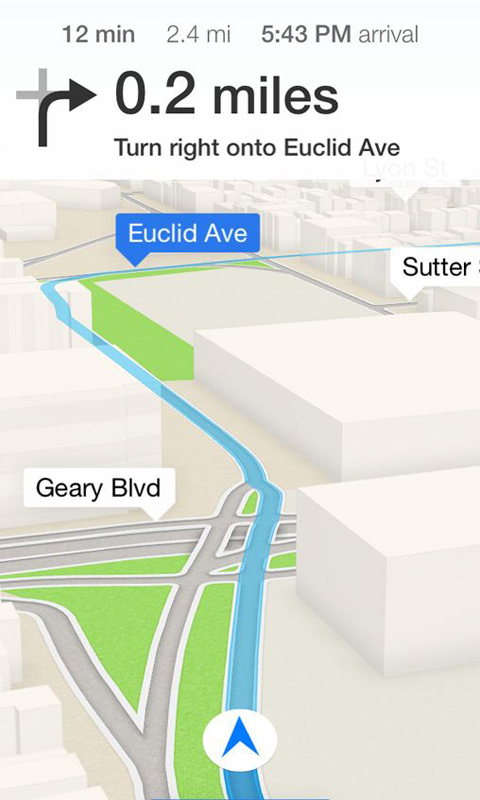 12 min 2.4 mi 5:43 PM arrival
0.2 miles
Turn right onto Euclid Ave
Lyon St
Euclid Ave
Sutter
Geary Blvd